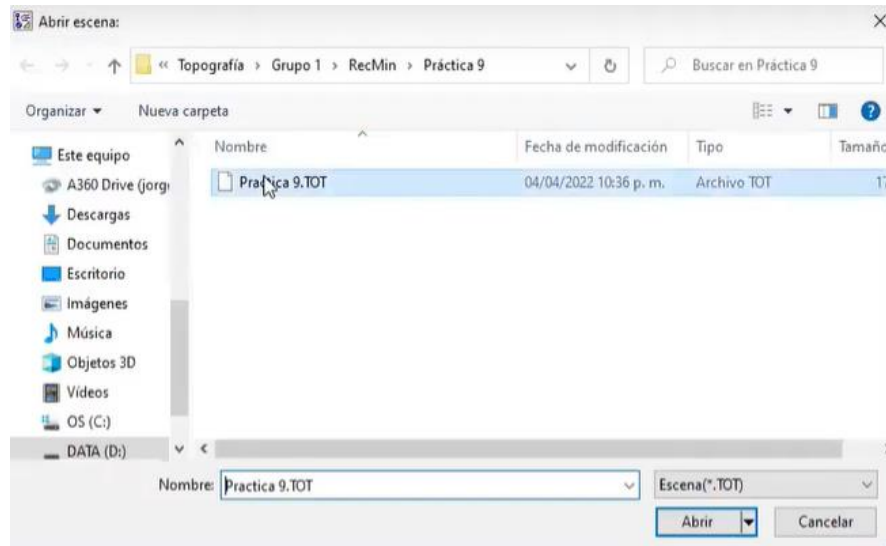 Abrir escena:
« Topografía › Grupo 1 › RecMin › Práctica 9
Buscar en Práctica 9
Organizar
Nueva carpeta
Nombre
Fecha de modificación
Tipo
Tamaño
Este equipo
A360 Drive (jorg
Descargas
Documentos
Escritorio
Imágenes
Música
Objetos 3D
Vídeos
OS (C:)
DATA (D:)
Practica 9.TOT
04/04/2022 10:36 p. m.
Archivo TOT
Nombre:
Practica 9.TOT
Escena(*.TOT)
Abrir
Cancelar